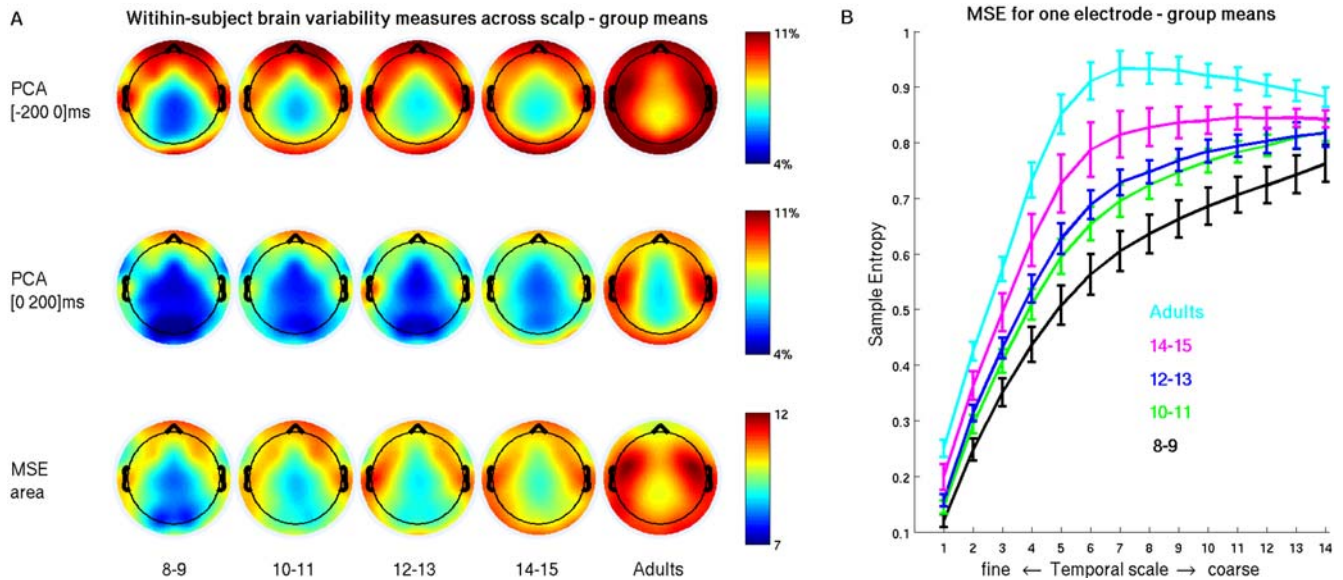 A
Witihin-subject brain variability measures across scalp - group means
PCA
[-200 0]ms
11%
4%
PCA
[0 200]ms
11%
4%
MSE
area
12
7
8-9 10-11 12-13 14-15 Adults
B
MSE for one electrode - group means
Sample Entropy
1
0.9
0.8
0.7
0.6
0.5
0.4
0.3
0.2
0.1
Adults
14-15
12-13
10-11
8-9
1 2 3 4 5 6 7 8 9 10 11 12 13 14
fine ← Temporal scale → coarse